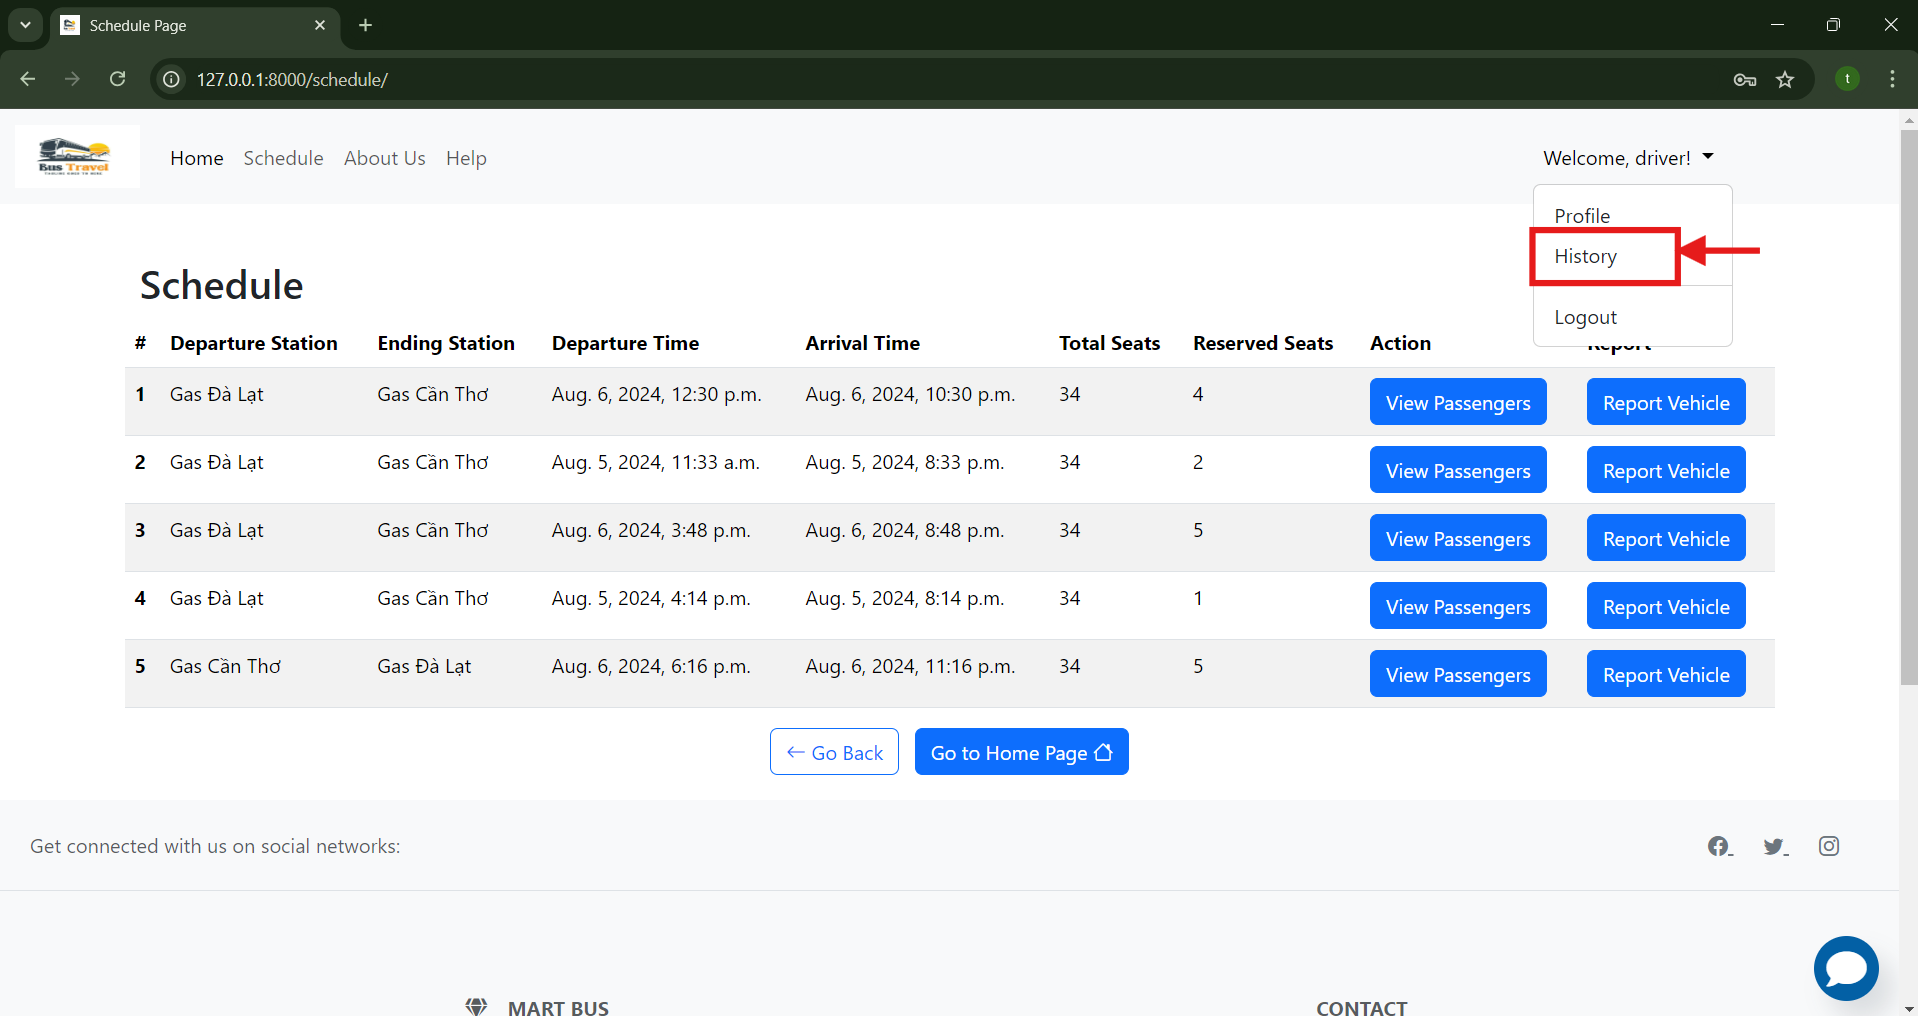 Schedule Page
127.0.0.1:8000/schedule/
Bus Travel
Home Schedule About Us Help
Welcome, driver!
Profile
History
Logout
Schedule
# Departure Station Ending Station Departure Time Arrival Time Total Seats Reserved Seats Action Report
1 Gas Đà Lạt Gas Cần Thơ Aug. 6, 2024, 12:30 p.m. Aug. 6, 2024, 10:30 p.m. 34 4 View Passengers Report Vehicle
2 Gas Đà Lạt Gas Cần Thơ Aug. 5, 2024, 11:33 a.m. Aug. 5, 2024, 8:33 p.m. 34 2 View Passengers Report Vehicle
3 Gas Đà Lạt Gas Cần Thơ Aug. 6, 2024, 3:48 p.m. Aug. 6, 2024, 8:48 p.m. 34 5 View Passengers Report Vehicle
4 Gas Đà Lạt Gas Cần Thơ Aug. 5, 2024, 4:14 p.m. Aug. 5, 2024, 8:14 p.m. 34 1 View Passengers Report Vehicle
5 Gas Cần Thơ Gas Đà Lạt Aug. 6, 2024, 6:16 p.m. Aug. 6, 2024, 11:16 p.m. 34 5 View Passengers Report Vehicle
← Go Back Go to Home Page
Get connected with us on social networks:
MART BUS CONTACT
t